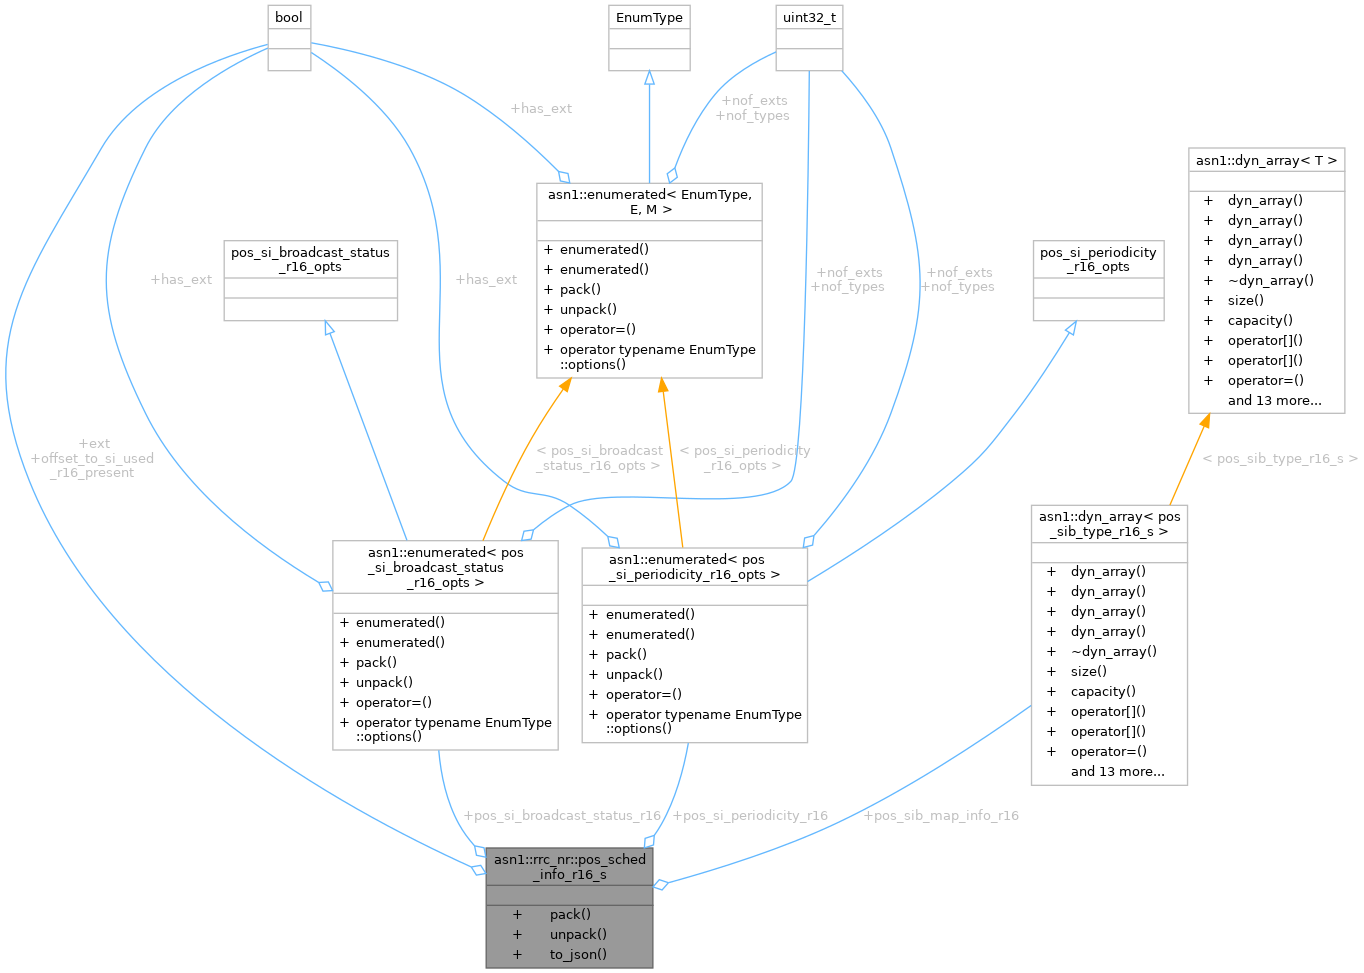 bool
EnumType
uint32_t
+has_ext
+nof_exts
+nof_types
asn1::dyn_array< T >
+ dyn_array()
+ dyn_array()
+ dyn_array()
+ dyn_array()
+ ~dyn_array()
+ size()
+ capacity()
+ operator[]()
+ operator[]()
+ operator=()
and 13 more...
asn1::enumerated< EnumType,
E, M >
+ enumerated()
+ enumerated()
+ pack()
+ unpack()
+ operator=()
+ operator typename EnumType
::options()
pos_si_broadcast_status
_r16_opts
pos_si_periodicity
_r16_opts
+has_ext
+has_ext
+nof_exts
+nof_types
+nof_exts
+nof_types
+ext
+offset_to_si_used
_r16_present
< pos_si_broadcast
_status_r16_opts >
< pos_si_periodicity
_r16_opts >
< pos_sib_type_r16_s >
asn1::enumerated< pos
_si_broadcast_status
_r16_opts >
+ enumerated()
+ enumerated()
+ pack()
+ unpack()
+ operator=()
+ operator typename EnumType
::options()
asn1::enumerated< pos
_si_periodicity_r16_opts >
+ enumerated()
+ enumerated()
+ pack()
+ unpack()
+ operator=()
+ operator typename EnumType
::options()
asn1::dyn_array< pos
_sib_type_r16_s >
+ dyn_array()
+ dyn_array()
+ dyn_array()
+ dyn_array()
+ ~dyn_array()
+ size()
+ capacity()
+ operator[]()
+ operator[]()
+ operator=()
and 13 more...
+pos_si_broadcast_status_r16
+pos_si_periodicity_r16
+pos_sib_map_info_r16
asn1::rrc_nr::pos_sched
_info_r16_s
+ pack()
+ unpack()
+ to_json()